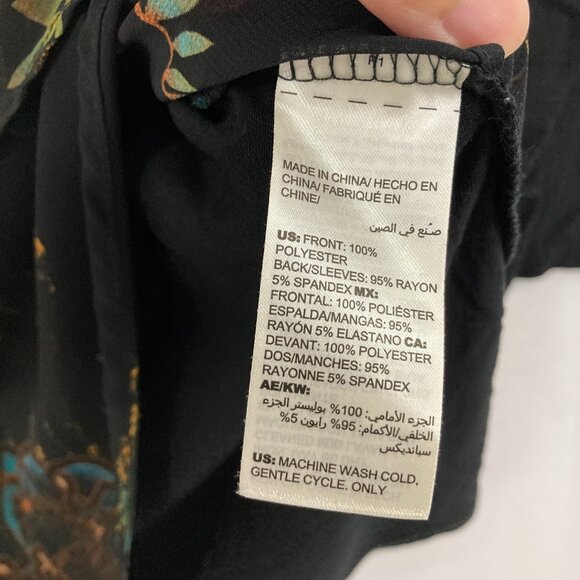 MADE IN CHINA/ HECHO EN
CHINA/ FABRIQUÉ EN
CHINE/
صنع في الصين
US: FRONT: 100%
POLYESTER
BACK/SLEEVES: 95% RAYON
5% SPANDEX MX:
FRONTAL: 100% POLIÉSTER
ESPALDA/MANGAS: 95%
RAYÓN 5% ELASTANO CA:
DEVANT: 100% POLYESTER
DOS/MANCHES: 95%
RAYONNE 5% SPANDEX
AE/KW:
الجزء الأمامي: 100% بوليستر الجزء
الخلفي/الأكمام: 95% رايون 5%
سباندیکس
US: MACHINE WASH COLD,
GENTLE CYCLE. ONLY